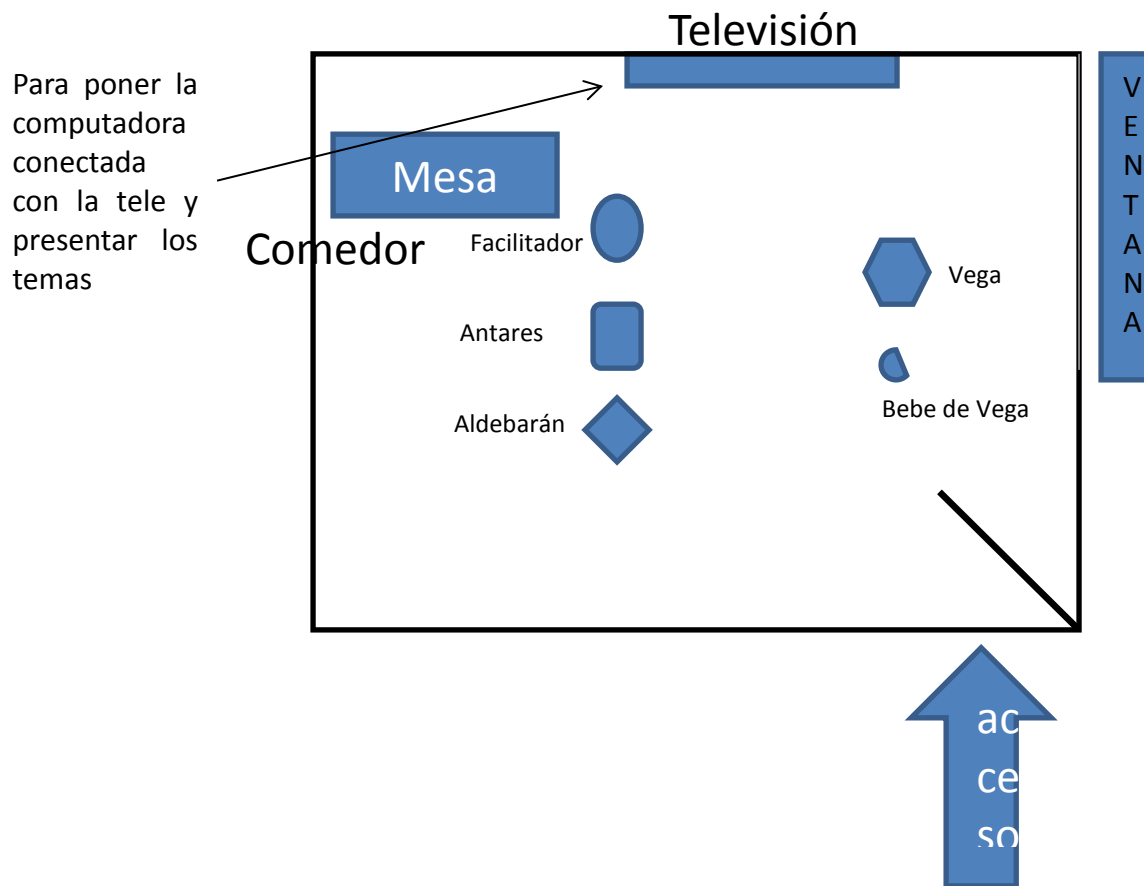 Televisión
Para poner la
computadora
conectada
con la tele y
presentar los
temas
V
E
N
T
A
N
A
Mesa
Comedor
Facilitador
Vega
Antares
Bebe de Vega
Aldebarán
ac
ce
so